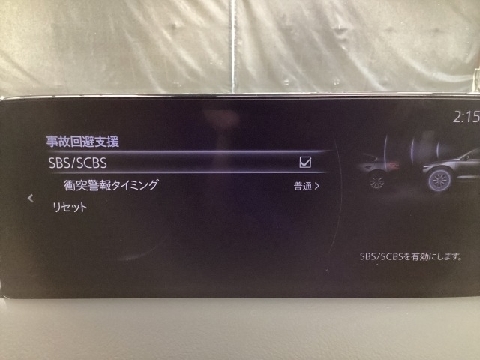 2:15
事故回避支援
SBS/SCBS
衝突警報タイミング 普通 >
リセット
SBS/SCBSを有効にします。